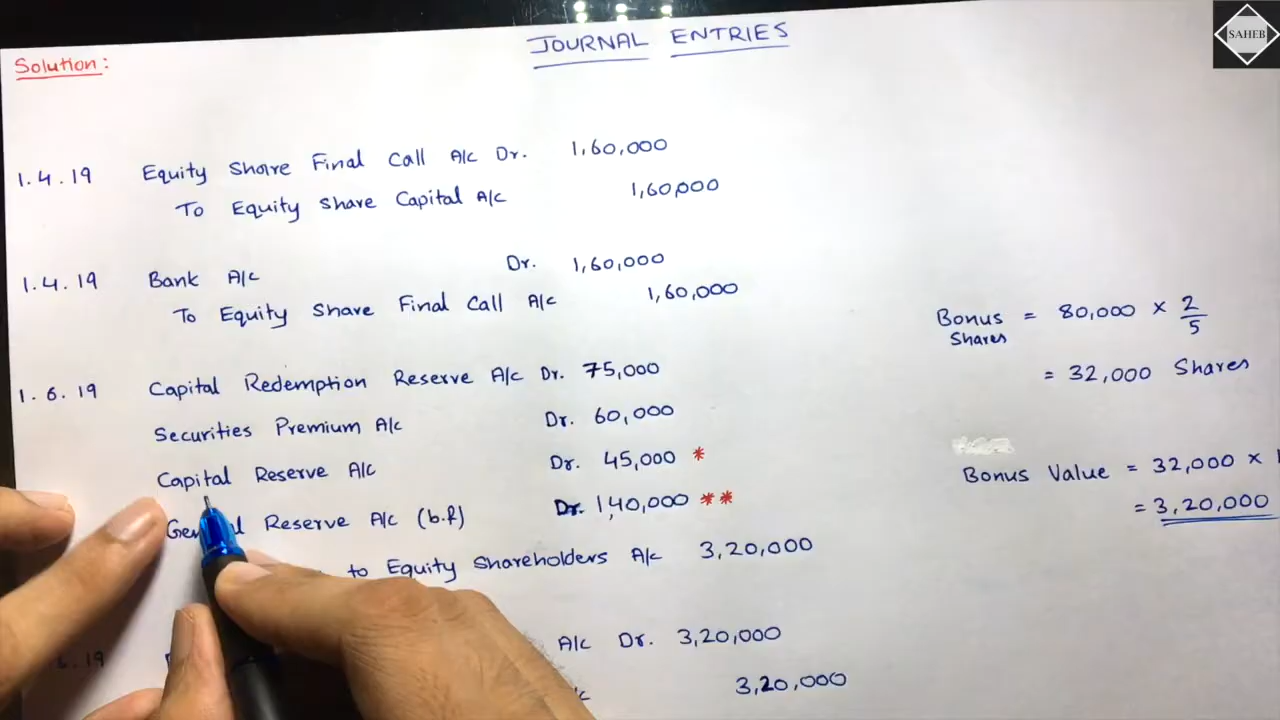 SAHEB
JOURNAL ENTRIES
Solution:
1.4.19 Equity Share Final Call A/c Dr. 1,60,000
To Equity Share Capital A/c 1,60,000
1.4.19 Bank A/c Dr. 1,60,000
To Equity Share Final Call A/c 1,60,000
1.6.19 Capital Redemption Reserve A/c Dr. 75,000
Securities Premium A/c Dr. 60,000
Capital Reserve A/c Dr. 45,000 *
Reserve A/c (b.f) Dr. 1,40,000 **
to Equity Shareholders A/c 3,20,000
.19 A/c Dr. 3,20,000
3,20,000
Bonus Shares = 80,000 × 2/5
= 32,000 Shares
Bonus Value = 32,000 × 1
= 3,20,000